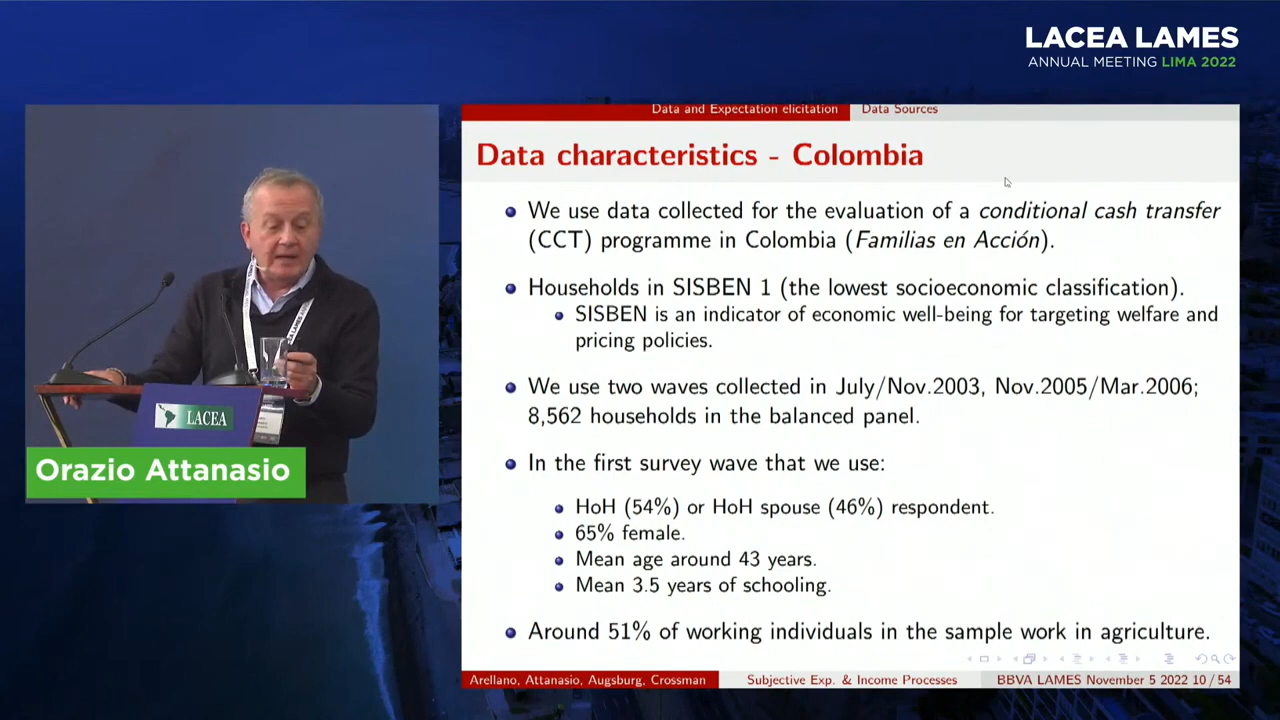 LACEA LAMES
ANNUAL MEETING LIMA 2022
Data and Expectation elicitation
Data Sources
Data characteristics - Colombia
We use data collected for the evaluation of a conditional cash transfer
(CCT) programme in Colombia (Familias en Acción).
Households in SISBEN 1 (the lowest socioeconomic classification).
SISBEN is an indicator of economic well-being for targeting welfare and
pricing policies.
We use two waves collected in July/Nov.2003, Nov.2005/Mar.2006;
8,562 households in the balanced panel.
In the first survey wave that we use:
HoH (54%) or HoH spouse (46%) respondent.
65% female.
Mean age around 43 years.
Mean 3.5 years of schooling.
Around 51% of working individuals in the sample work in agriculture.
Arellano, Attanasio, Augsburg, Crossman
Subjective Exp. & Income Processes
BBVA LAMES November 5 2022 10/54
LACEA
Orazio Attanasio